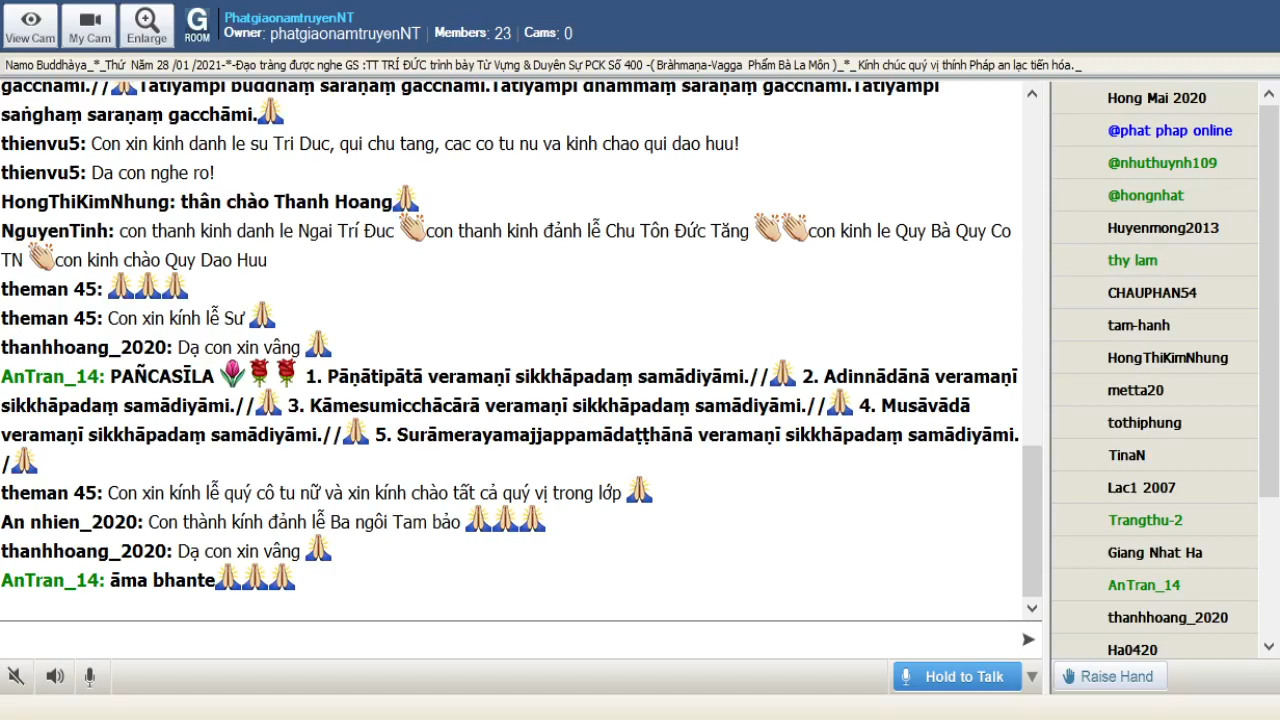 View Cam
My Cam
Enlarge
G
ROOM
PhatgiaonamtruyenNT
Owner: phatgiaonamtruyenNT | Members: 23 | Cams: 0
Namo Buddhàya_*_Thứ Năm 28 /01 /2021-*-Đạo tràng được nghe GS :TT TRÍ ĐỨC trình bày Từ Vựng & Duyên Sự PCK Số 400 -( Bràhmaṇa-Vagga Phẩm Bà La Môn )_*_ Kính chúc quý vị thính Pháp an lạc tiến hóa._
gacchāmi.//🙏Tatiyampi buddhaṃ saraṇaṃ gacchāmi.Tatiyampi dhammaṃ saraṇaṃ gacchāmi.Tatiyampi
saṅghaṃ saraṇaṃ gacchāmi.🙏
thienvu5: Con xin kinh danh le su Tri Duc, qui chu tang, cac co tu nu va kinh chao qui dao huu!
thienvu5: Da con nghe ro!
HongThiKimNhung: thân chào Thanh Hoang🙏
NguyenTinh: con thanh kinh danh le Ngai Trí Đuc 👏con thanh kinh đảnh lễ Chu Tôn Đức Tăng 👏👏con kinh le Quy Bà Quy Co
TN 👏con kinh chào Quy Dao Huu
theman 45: 🙏🙏🙏
theman 45: Con xin kính lễ Sư 🙏
thanhhoang_2020: Dạ con xin vâng 🙏
AnTran_14: PAÑCASĪLA 🌷🌹🌹 1. Pāṇātipātā veramaṇī sikkhāpadaṃ samādiyāmi.//🙏 2. Adinnādānā veramaṇī
sikkhāpadaṃ samādiyāmi.//🙏 3. Kāmesumicchācārā veramaṇī sikkhāpadaṃ samādiyāmi.//🙏 4. Musāvādā
veramaṇī sikkhāpadaṃ samādiyāmi.//🙏 5. Surāmerayamajjappamādaṭṭhānā veramaṇī sikkhāpadaṃ samādiyāmi.
/🙏
theman 45: Con xin kính lễ quý cô tu nữ và xin kính chào tất cả quý vị trong lớp 🙏
An nhien_2020: Con thành kính đảnh lễ Ba ngôi Tam bảo 🙏🙏🙏
thanhhoang_2020: Dạ con xin vâng 🙏
AnTran_14: āma bhante🙏🙏🙏
Hold to Talk
Hong Mai 2020
@phat phap online
@nhuthuynh109
@hongnhat
Huyenmong2013
thy lam
CHAUPHAN54
tam-hanh
HongThiKimNhung
metta20
tothiphung
TinaN
Lac1 2007
Trangthu-2
Giang Nhat Ha
AnTran_14
thanhhoang_2020
Ha0420
Raise Hand